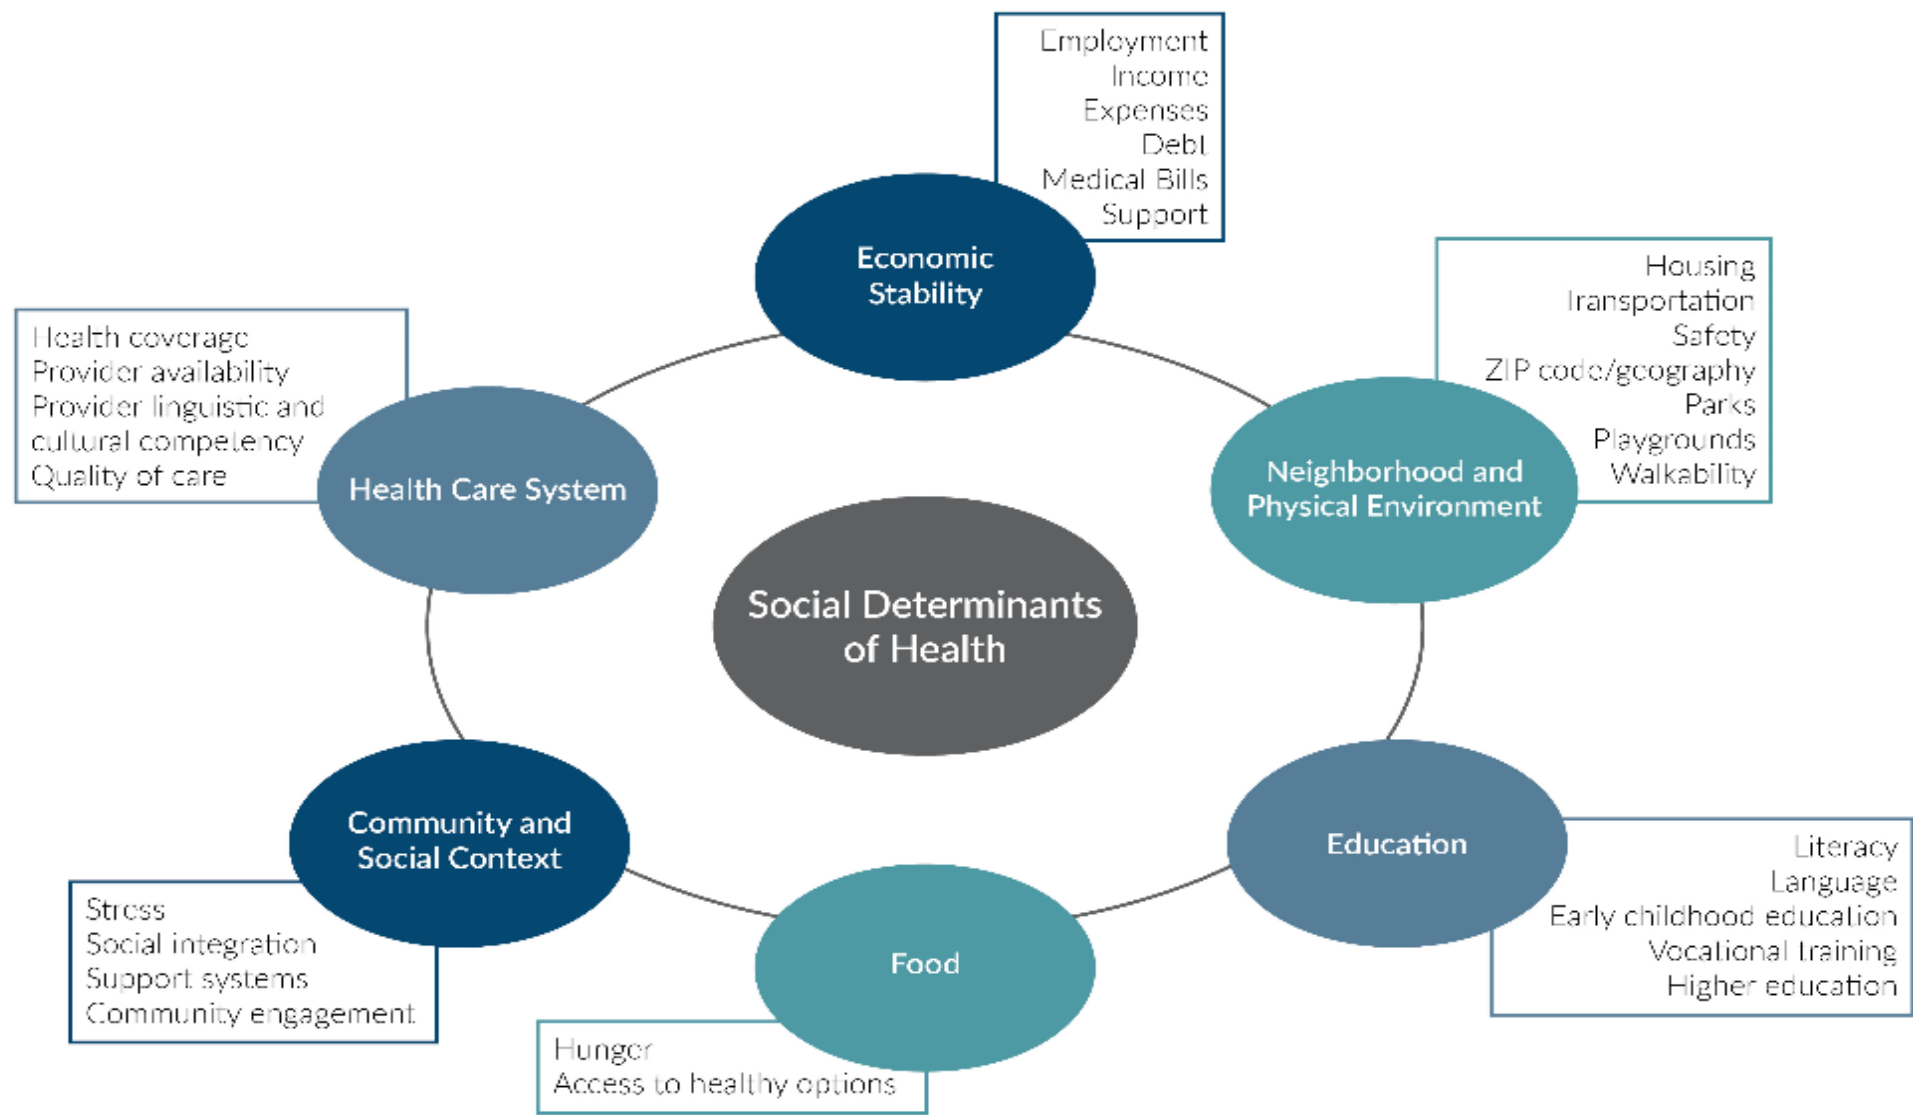 Employment
Income
Expenses
Debt
Medical Bills
Support
Economic
Stability
Housing
Transportation
Safety
ZIP code/geography
Parks
Playgrounds
Walkability
Neighborhood and
Physical Environment
Health coverage
Provider availability
Provider linguistic and
cultural competency
Quality of care
Health Care System
Social Determinants
of Health
Community and
Social Context
Stress
Social integration
Support systems
Community engagement
Education
Literacy
Language
Early childhood education
Vocational training
Higher education
Food
Hunger
Access to healthy options